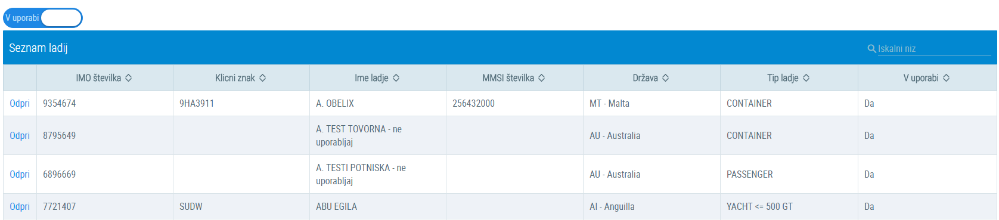 V uporabi
Seznam ladij
Iskalni niz
IMO številka Klicni znak Ime ladje MMSI številka Država Tip ladje V uporabi
Odpri 9354674 9HA3911 A. OBELIX 256432000 MT - Malta CONTAINER Da
Odpri 8795649 A. TEST TOVORNA - ne uporabljaj AU - Australia CONTAINER Da
Odpri 6896669 A. TESTI POTNISKA - ne uporabljaj AU - Australia PASSENGER Da
Odpri 7721407 SUDW ABU EGILA AI - Anguilla YACHT <= 500 GT Da